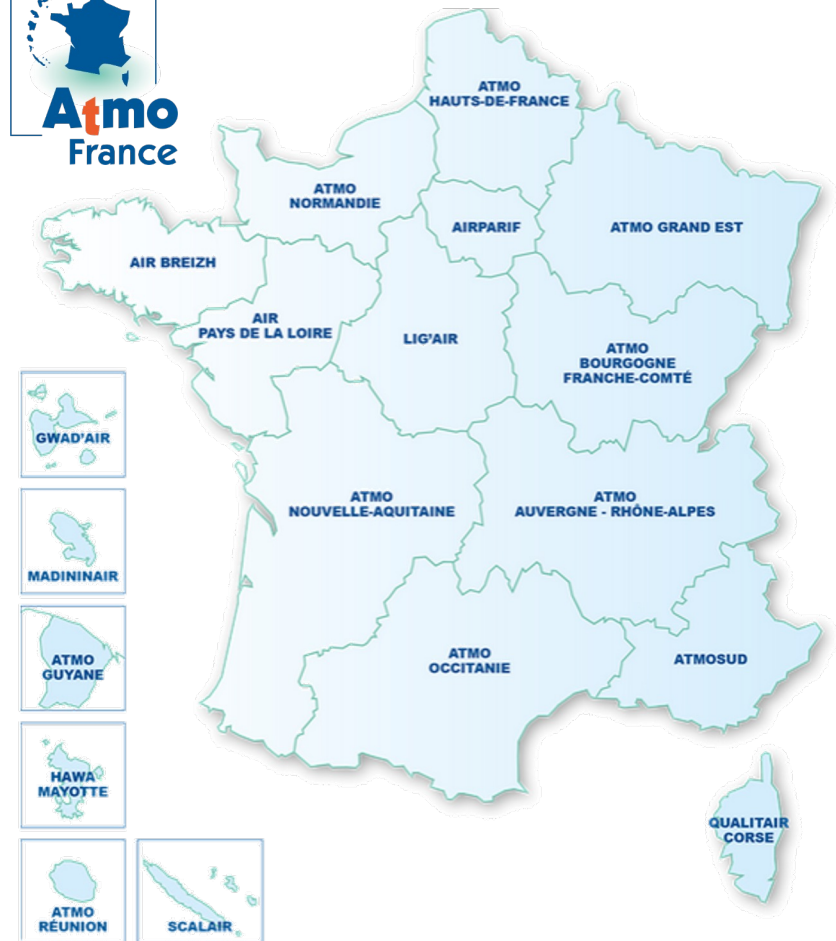 Atmo
France
ATMO
HAUTS-DE-FRANCE
ATMO
NORMANDIE
AIRPARIF
ATMO GRAND EST
AIR BREIZH
AIR
PAYS DE LA LOIRE
LIG'AIR
ATMO
BOURGOGNE
FRANCHE-COMTÉ
GWAD'AIR
ATMO
NOUVELLE-AQUITAINE
ATMO
AUVERGNE - RHÔNE-ALPES
MADININAIR
ATMO
GUYANE
ATMO
OCCITANIE
ATMOSUD
HAWA
MAYOTTE
QUALITAIR
CORSE
ATMO
RÉUNION
SCALAIR